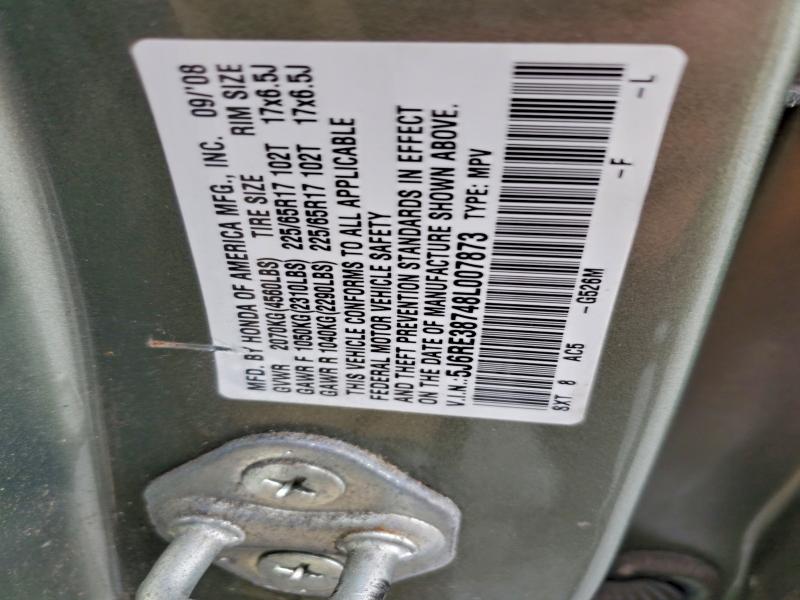 MFD. BY HONDA OF AMERICA MFG., INC. 09/'08
GVWR 2070KG(4560LBS) TIRE SIZE RIM SIZE
GAWR F 1050KG(2310LBS) 225/65R17 102T 17x6.5J
GAWR R 1040KG(2290LBS) 225/65R17 102T 17x6.5J
THIS VEHICLE CONFORMS TO ALL APPLICABLE
FEDERAL MOTOR VEHICLE SAFETY
AND THEFT PREVENTION STANDARDS IN EFFECT
ON THE DATE OF MANUFACTURE SHOWN ABOVE.
V.I.N.:5J6RE38748L007873 TYPE: MPV
SXT 8 AC5 -G526M -F -L